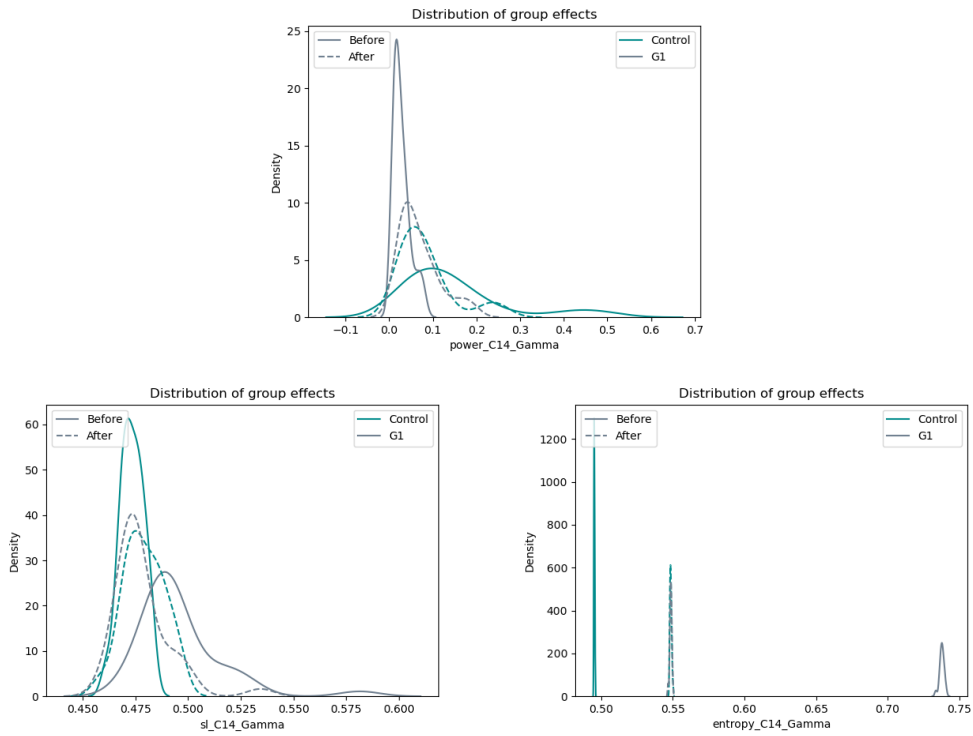 Distribution of group effects
Before
After
Control
G1
Density
25
20
15
10
5
0
−0.1 0.0 0.1 0.2 0.3 0.4 0.5 0.6 0.7
power_C14_Gamma
Distribution of group effects
Before
After
Control
G1
Density
60
50
40
30
20
10
0
0.450 0.475 0.500 0.525 0.550 0.575 0.600
sl_C14_Gamma
Distribution of group effects
Before
After
Control
G1
Density
1200
1000
800
600
400
200
0
0.50 0.55 0.60 0.65 0.70 0.75
entropy_C14_Gamma